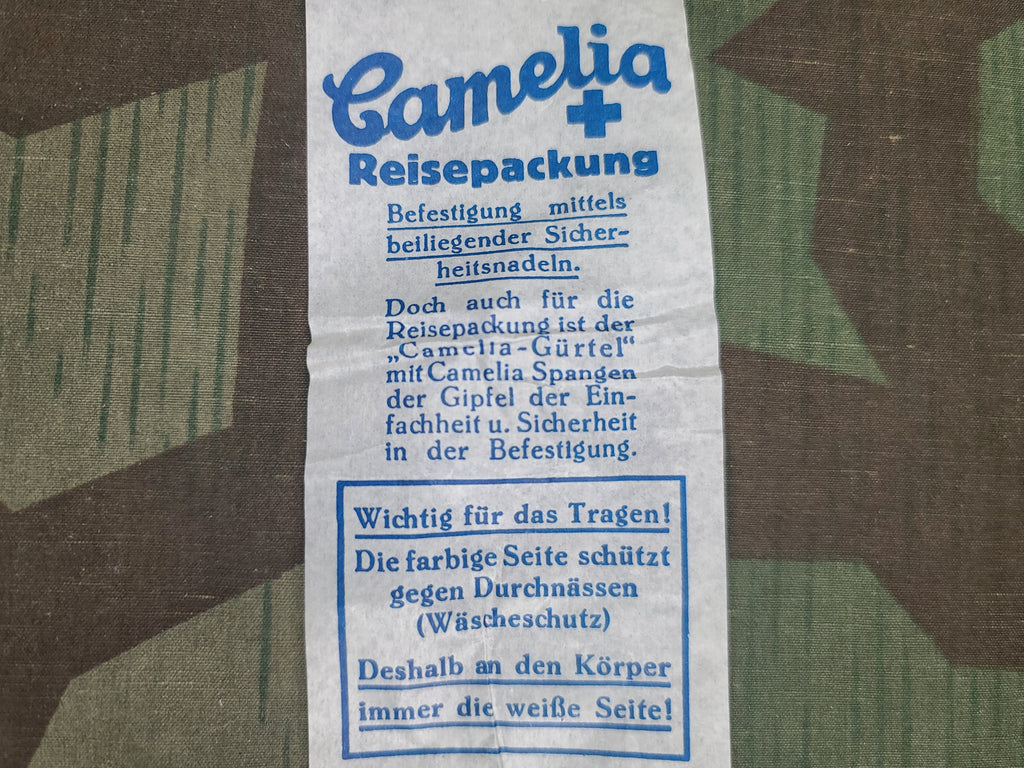 Camelia
Reisepackung
Befestigung mittels
beiliegender Sicher-
heitsnadeln.
Doch auch für die
Reisepackung ist der
„Camelia-Gürtel“
mit Camelia Spangen
der Gipfel der Ein-
fachheit u. Sicherheit
in der Befestigung.
Wichtig für das Tragen!
Die farbige Seite schützt
gegen Durchnässen
(Wäscheschutz)
Deshalb an den Körper
immer die weiße Seite!